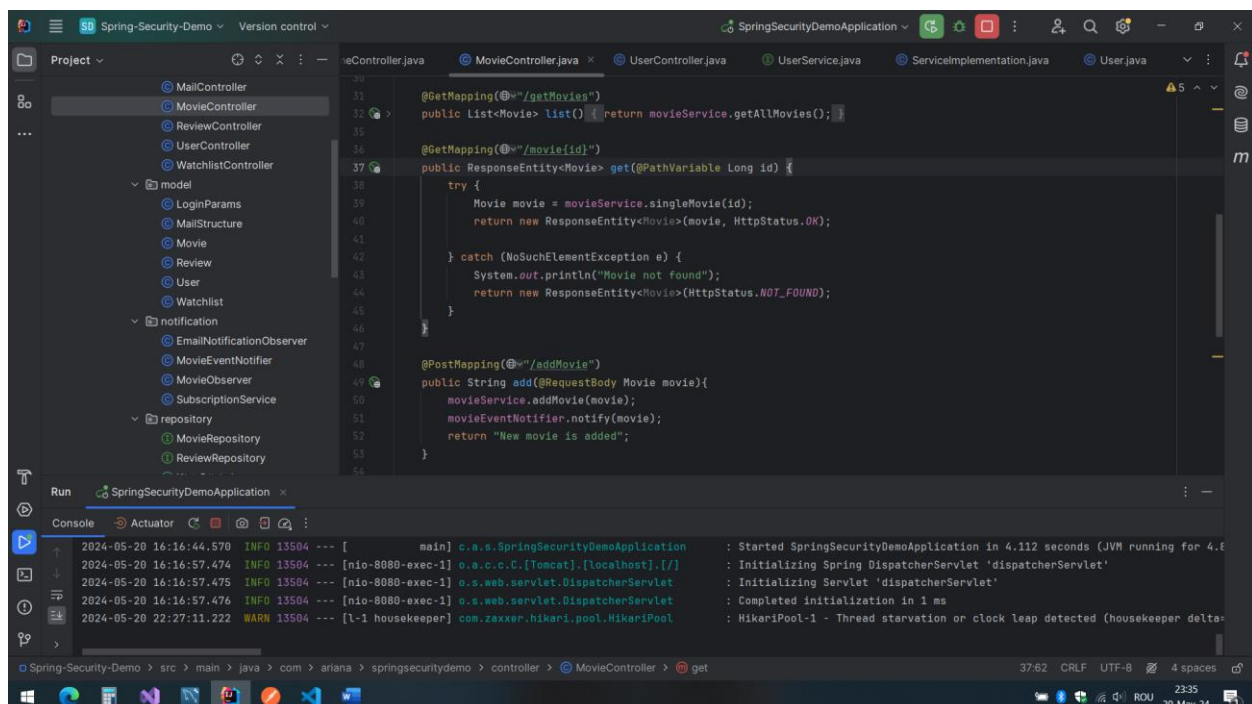 SD Spring-Security-Demo Version control SpringSecurityDemoApplication
Project
MailController
MovieController
ReviewController
UserController
WatchlistController
model
LoginParams
MailStructure
Movie
Review
User
Watchlist
notification
EmailNotificationObserver
MovieEventNotifier
MovieObserver
SubscriptionService
repository
MovieRepository
ReviewRepository
neController.java MovieController.java UserController.java UserService.java ServiceImplementation.java User.java
5
30
31 @GetMapping("/getMovies")
32 public List<Movie> list() { return movieService.getAllMovies(); }
35
36 @GetMapping("/movie{id}")
37 public ResponseEntity<Movie> get(@PathVariable Long id) {
38 try {
39 Movie movie = movieService.singleMovie(id);
40 return new ResponseEntity<Movie>(movie, HttpStatus.OK);
41
42 } catch (NoSuchElementException e) {
43 System.out.println("Movie not found");
44 return new ResponseEntity<Movie>(HttpStatus.NOT_FOUND);
45 }
46 }
47
48 @PostMapping("/addMovie")
49 public String add(@RequestBody Movie movie){
50 movieService.addMovie(movie);
51 movieEventNotifier.notify(movie);
52 return "New movie is added";
53 }
54
Run SpringSecurityDemoApplication
Console Actuator
2024-05-20 16:16:44.570 INFO 13504 --- [ main] c.a.s.SpringSecurityDemoApplication : Started SpringSecurityDemoApplication in 4.112 seconds (JVM running for 4.
2024-05-20 16:16:57.474 INFO 13504 --- [nio-8080-exec-1] o.a.c.c.C.[Tomcat].[localhost].[/] : Initializing Spring DispatcherServlet 'dispatcherServlet'
2024-05-20 16:16:57.475 INFO 13504 --- [nio-8080-exec-1] o.s.web.servlet.DispatcherServlet : Initializing Servlet 'dispatcherServlet'
2024-05-20 16:16:57.476 INFO 13504 --- [nio-8080-exec-1] o.s.web.servlet.DispatcherServlet : Completed initialization in 1 ms
2024-05-20 22:27:11.222 WARN 13504 --- [l-1 housekeeper] com.zaxxer.hikari.pool.HikariPool : HikariPool-1 - Thread starvation or clock leap detected (housekeeper delta=
Spring-Security-Demo > src > main > java > com > ariana > springsecuritydemo > controller > MovieController > get 37:62 CRLF UTF-8 4 spaces
ROU 23:35